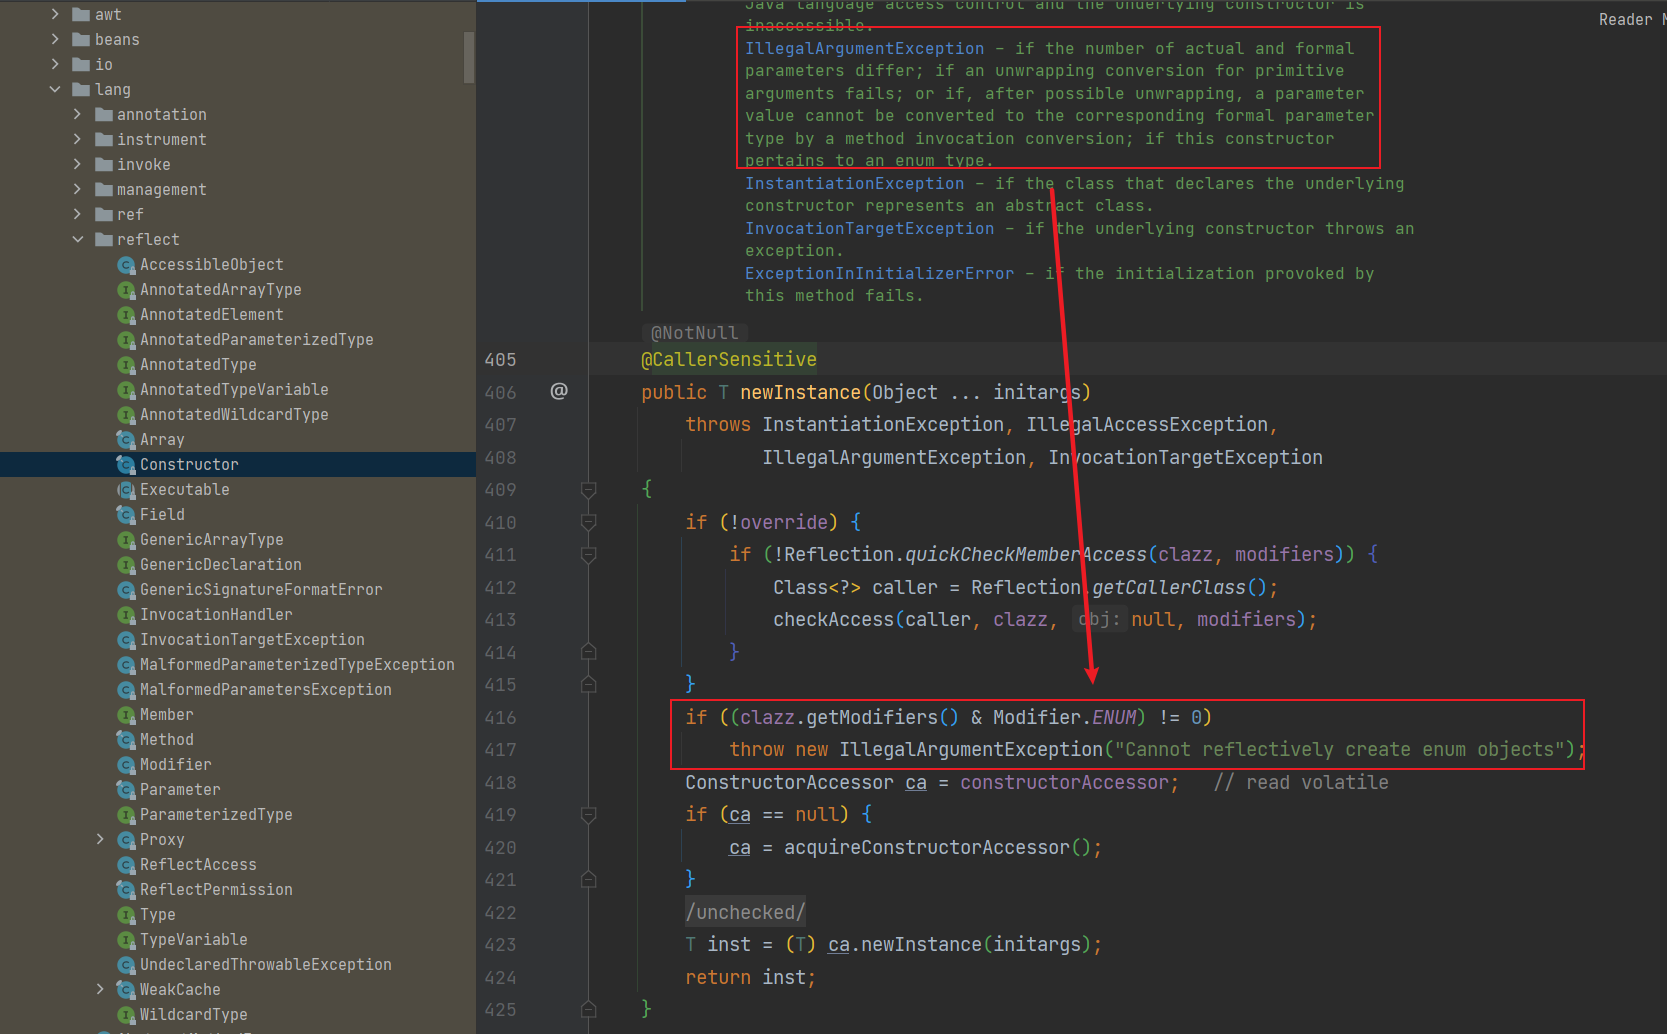 awt
beans
io
lang
annotation
instrument
invoke
management
ref
reflect
AccessibleObject
AnnotatedArrayType
AnnotatedElement
AnnotatedParameterizedType
AnnotatedType
AnnotatedTypeVariable
AnnotatedWildcardType
Array
Constructor
Executable
Field
GenericArrayType
GenericDeclaration
GenericSignatureFormatError
InvocationHandler
InvocationTargetException
MalformedParameterizedTypeException
MalformedParametersException
Member
Method
Modifier
Parameter
ParameterizedType
Proxy
ReflectAccess
ReflectPermission
Type
TypeVariable
UndeclaredThrowableException
WeakCache
WildcardType
Reader
Java language access control and the underlying constructor is
inaccessible.
IllegalArgumentException – if the number of actual and formal
parameters differ; if an unwrapping conversion for primitive
arguments fails; or if, after possible unwrapping, a parameter
value cannot be converted to the corresponding formal parameter
type by a method invocation conversion; if this constructor
pertains to an enum type.
InstantiationException – if the class that declares the underlying
constructor represents an abstract class.
InvocationTargetException – if the underlying constructor throws an
exception.
ExceptionInInitializerError – if the initialization provoked by
this method fails.
@NotNull
405 @CallerSensitive
406 @ public T newInstance(Object ... initargs)
407 throws InstantiationException, IllegalAccessException,
408 IllegalArgumentException, InvocationTargetException
409 {
410 if (!override) {
411 if (!Reflection.quickCheckMemberAccess(clazz, modifiers)) {
412 Class<?> caller = Reflection.getCallerClass();
413 checkAccess(caller, clazz, obj: null, modifiers);
414 }
415 }
416 if ((clazz.getModifiers() & Modifier.ENUM) != 0)
417 throw new IllegalArgumentException("Cannot reflectively create enum objects");
418 ConstructorAccessor ca = constructorAccessor; // read volatile
419 if (ca == null) {
420 ca = acquireConstructorAccessor();
421 }
422 /unchecked/
423 T inst = (T) ca.newInstance(initargs);
424 return inst;
425 }